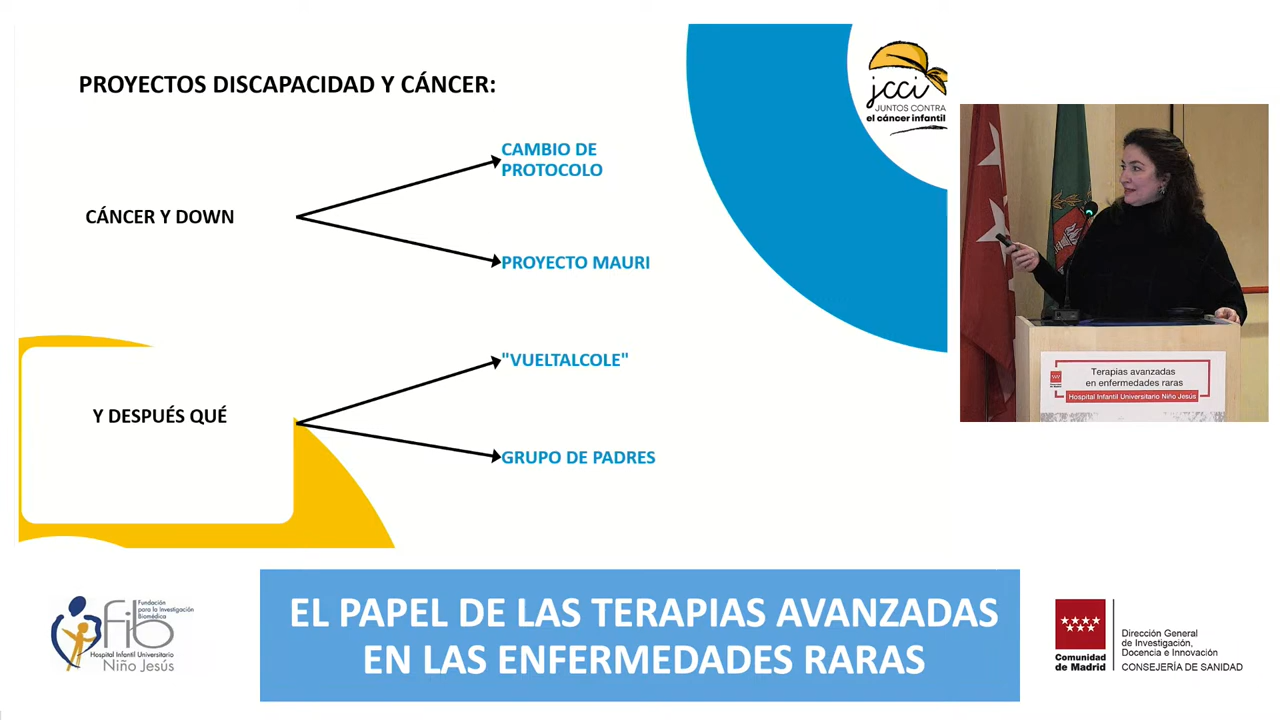 PROYECTOS DISCAPACIDAD Y CÁNCER:
jcci
JUNTOS CONTRA
el cáncer infantil
CÁNCER Y DOWN
CAMBIO DE
PROTOCOLO
PROYECTO MAURI
Y DESPUÉS QUÉ
"VUELTALCOLE"
GRUPO DE PADRES
Terapias avanzadas
en enfermedades raras
Hospital Infantil Universitario Niño Jesús
fib
Fundación
para la Investigación
Biomédica
Hospital Infantil Universitario
Niño Jesús
EL PAPEL DE LAS TERAPIAS AVANZADAS
EN LAS ENFERMEDADES RARAS
Comunidad
de Madrid
Dirección General
de Investigación,
Docencia e Innovación
CONSEJERÍA DE SANIDAD